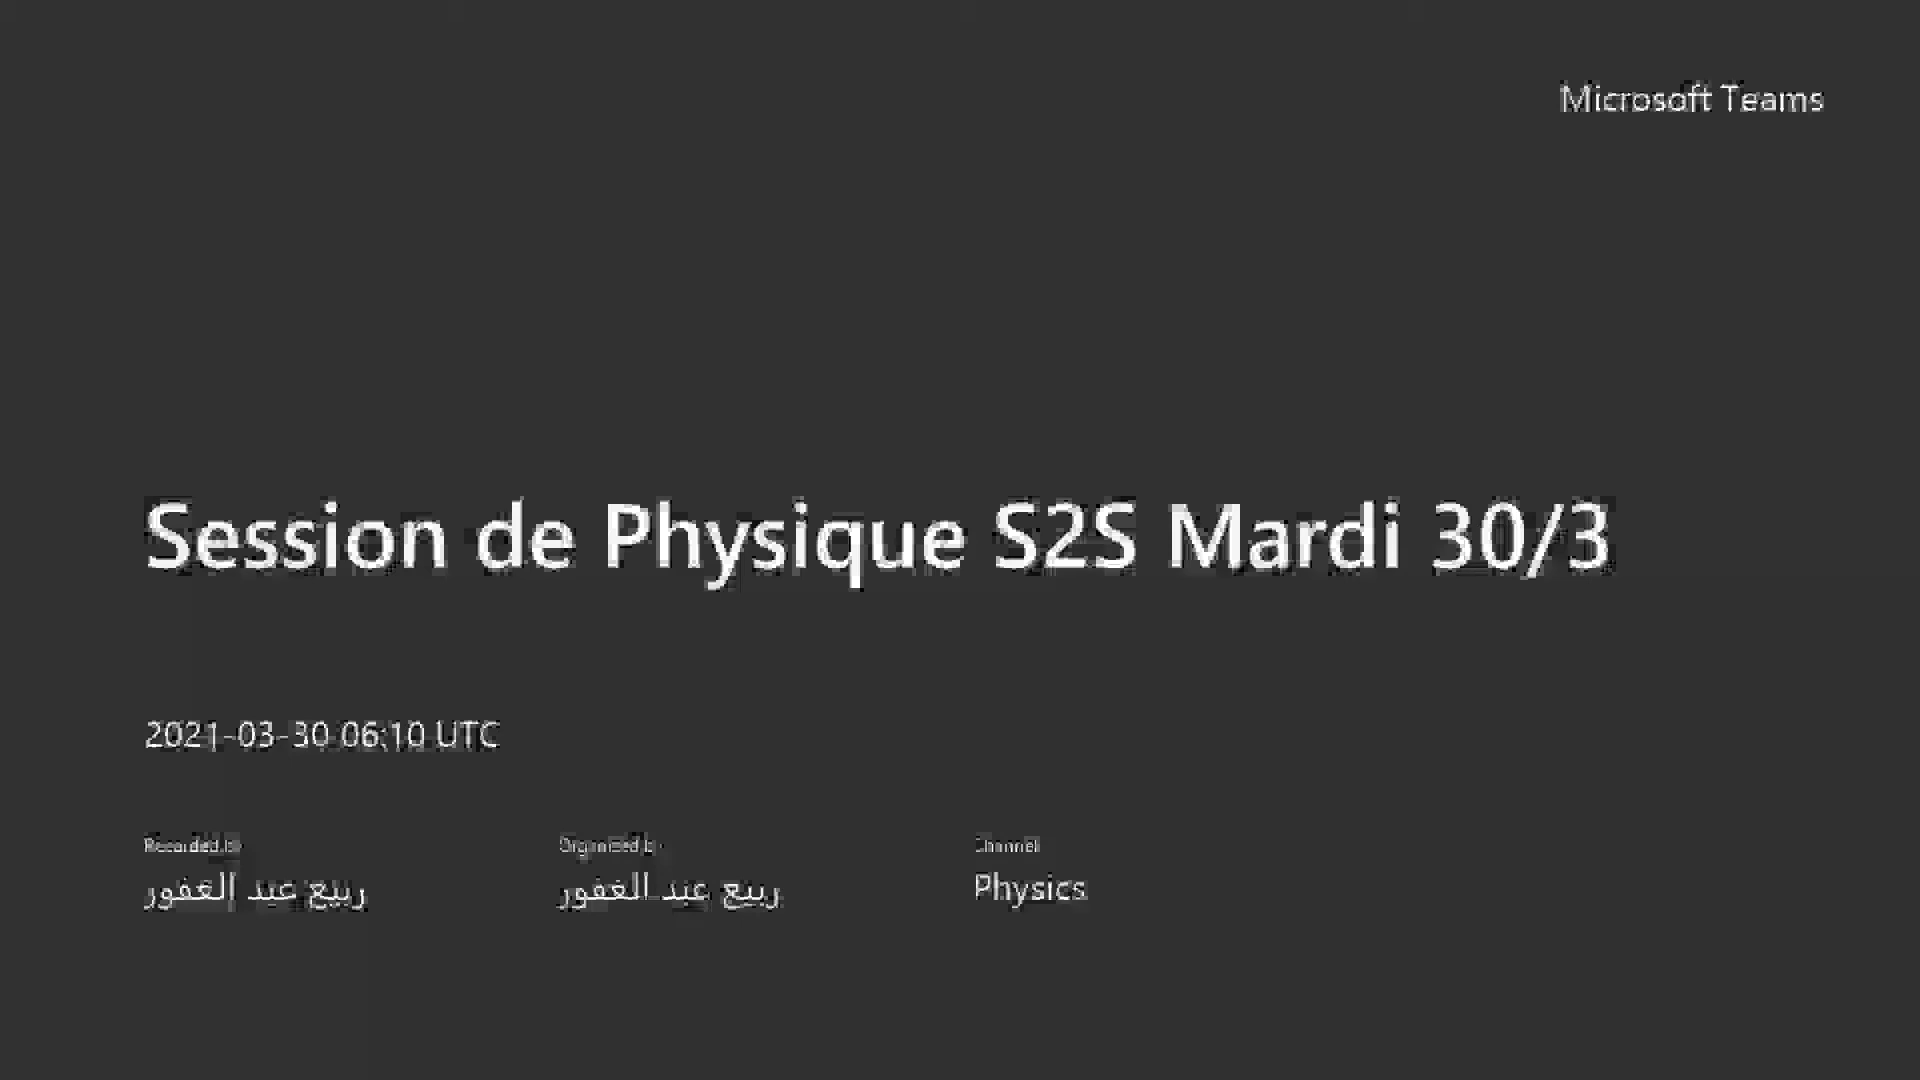 Microsoft Teams
Session de Physique S2S Mardi 30/3
2021-03-30 06:10 UTC
Recorded by Organized by Channel
ربيع عبد الغفور ربيع عبد الغفور Physics